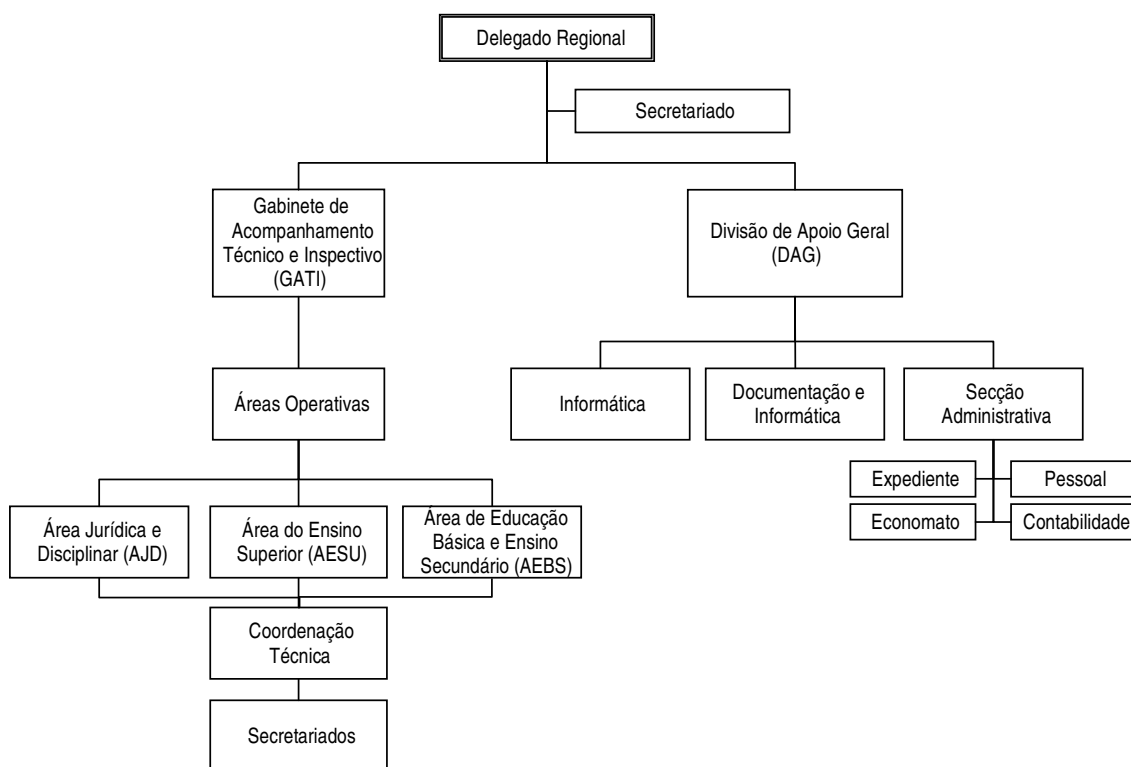 Delegado Regional
Secretariado
Gabinete de
Acompanhamento
Técnico e Inspectivo
(GATI)
Divisão de Apoio Geral
(DAG)
Áreas Operativas
Informática
Documentação e
Informática
Secção
Administrativa
Expediente
Pessoal
Economato
Contabilidade
Área Jurídica e
Disciplinar (AJD)
Área do Ensino
Superior (AESU)
Área de Educação
Básica e Ensino
Secundário (AEBS)
Coordenação
Técnica
Secretariados